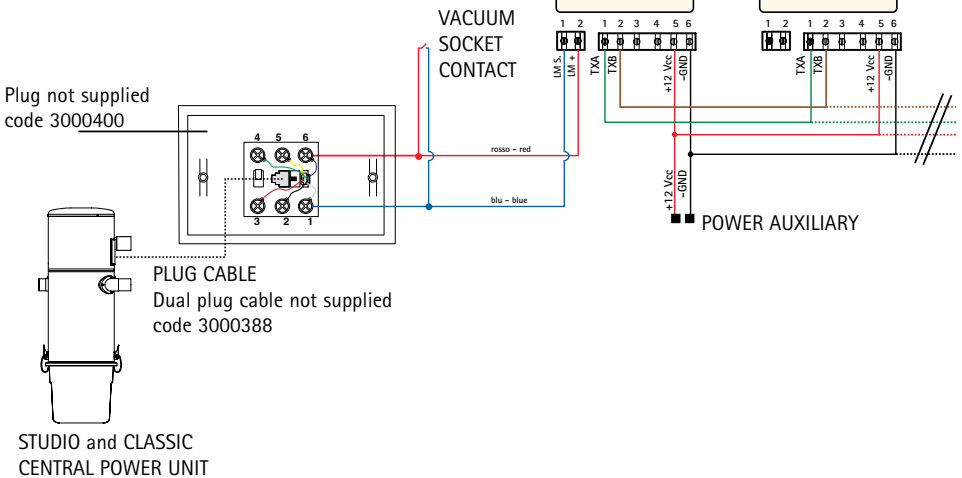 VACUUM
SOCKET
CONTACT
1 2
1 2 3 4 5 6
LM S.
LM +
TXA
TXB
+12 Vcc
-GND
1 2
1 2 3 4 5 6
TXA
TXB
+12 Vcc
-GND
Plug not supplied
code 3000400
4 5 6
3 2 1
rosso - red
blu - blue
+12 Vcc
-GND
POWER AUXILIARY
PLUG CABLE
Dual plug cable not supplied
code 3000388
STUDIO and CLASSIC
CENTRAL POWER UNIT